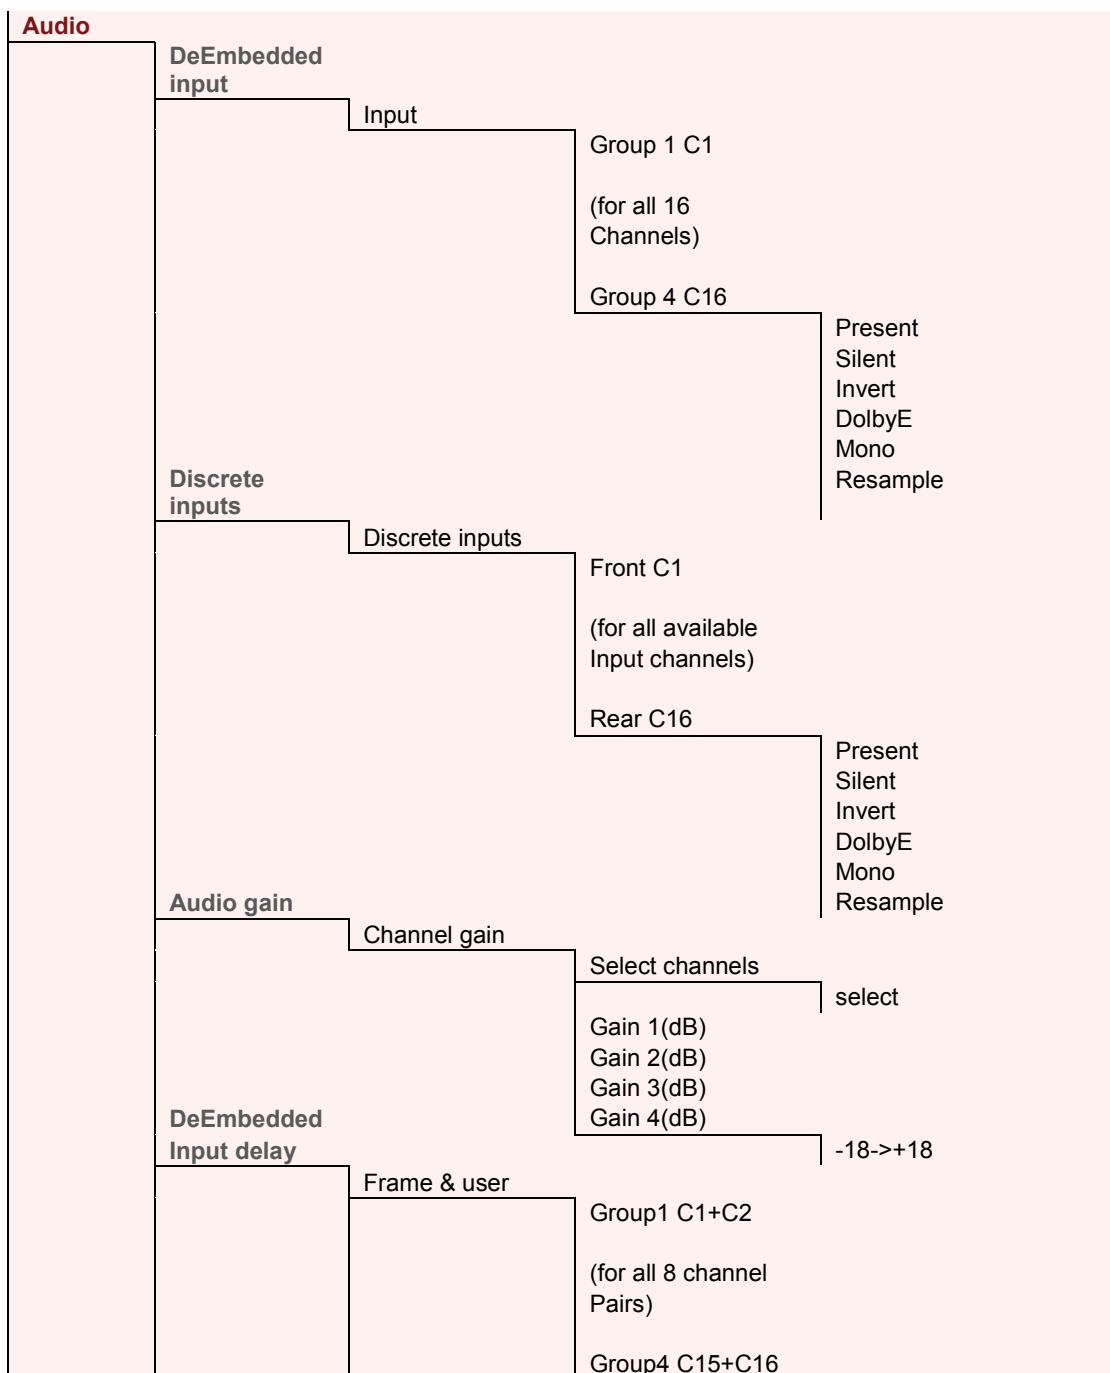 Audio
DeEmbedded
input
Input
Group 1 C1
(for all 16
Channels)
Group 4 C16
Present
Silent
Invert
DolbyE
Mono
Resample
Discrete
inputs
Discrete inputs
Front C1
(for all available
Input channels)
Rear C16
Present
Silent
Invert
DolbyE
Mono
Resample
Audio gain
Channel gain
Select channels
select
Gain 1(dB)
Gain 2(dB)
Gain 3(dB)
Gain 4(dB)
-18->+18
DeEmbedded
Input delay
Frame & user
Group1 C1+C2
(for all 8 channel
Pairs)
Group4 C15+C16